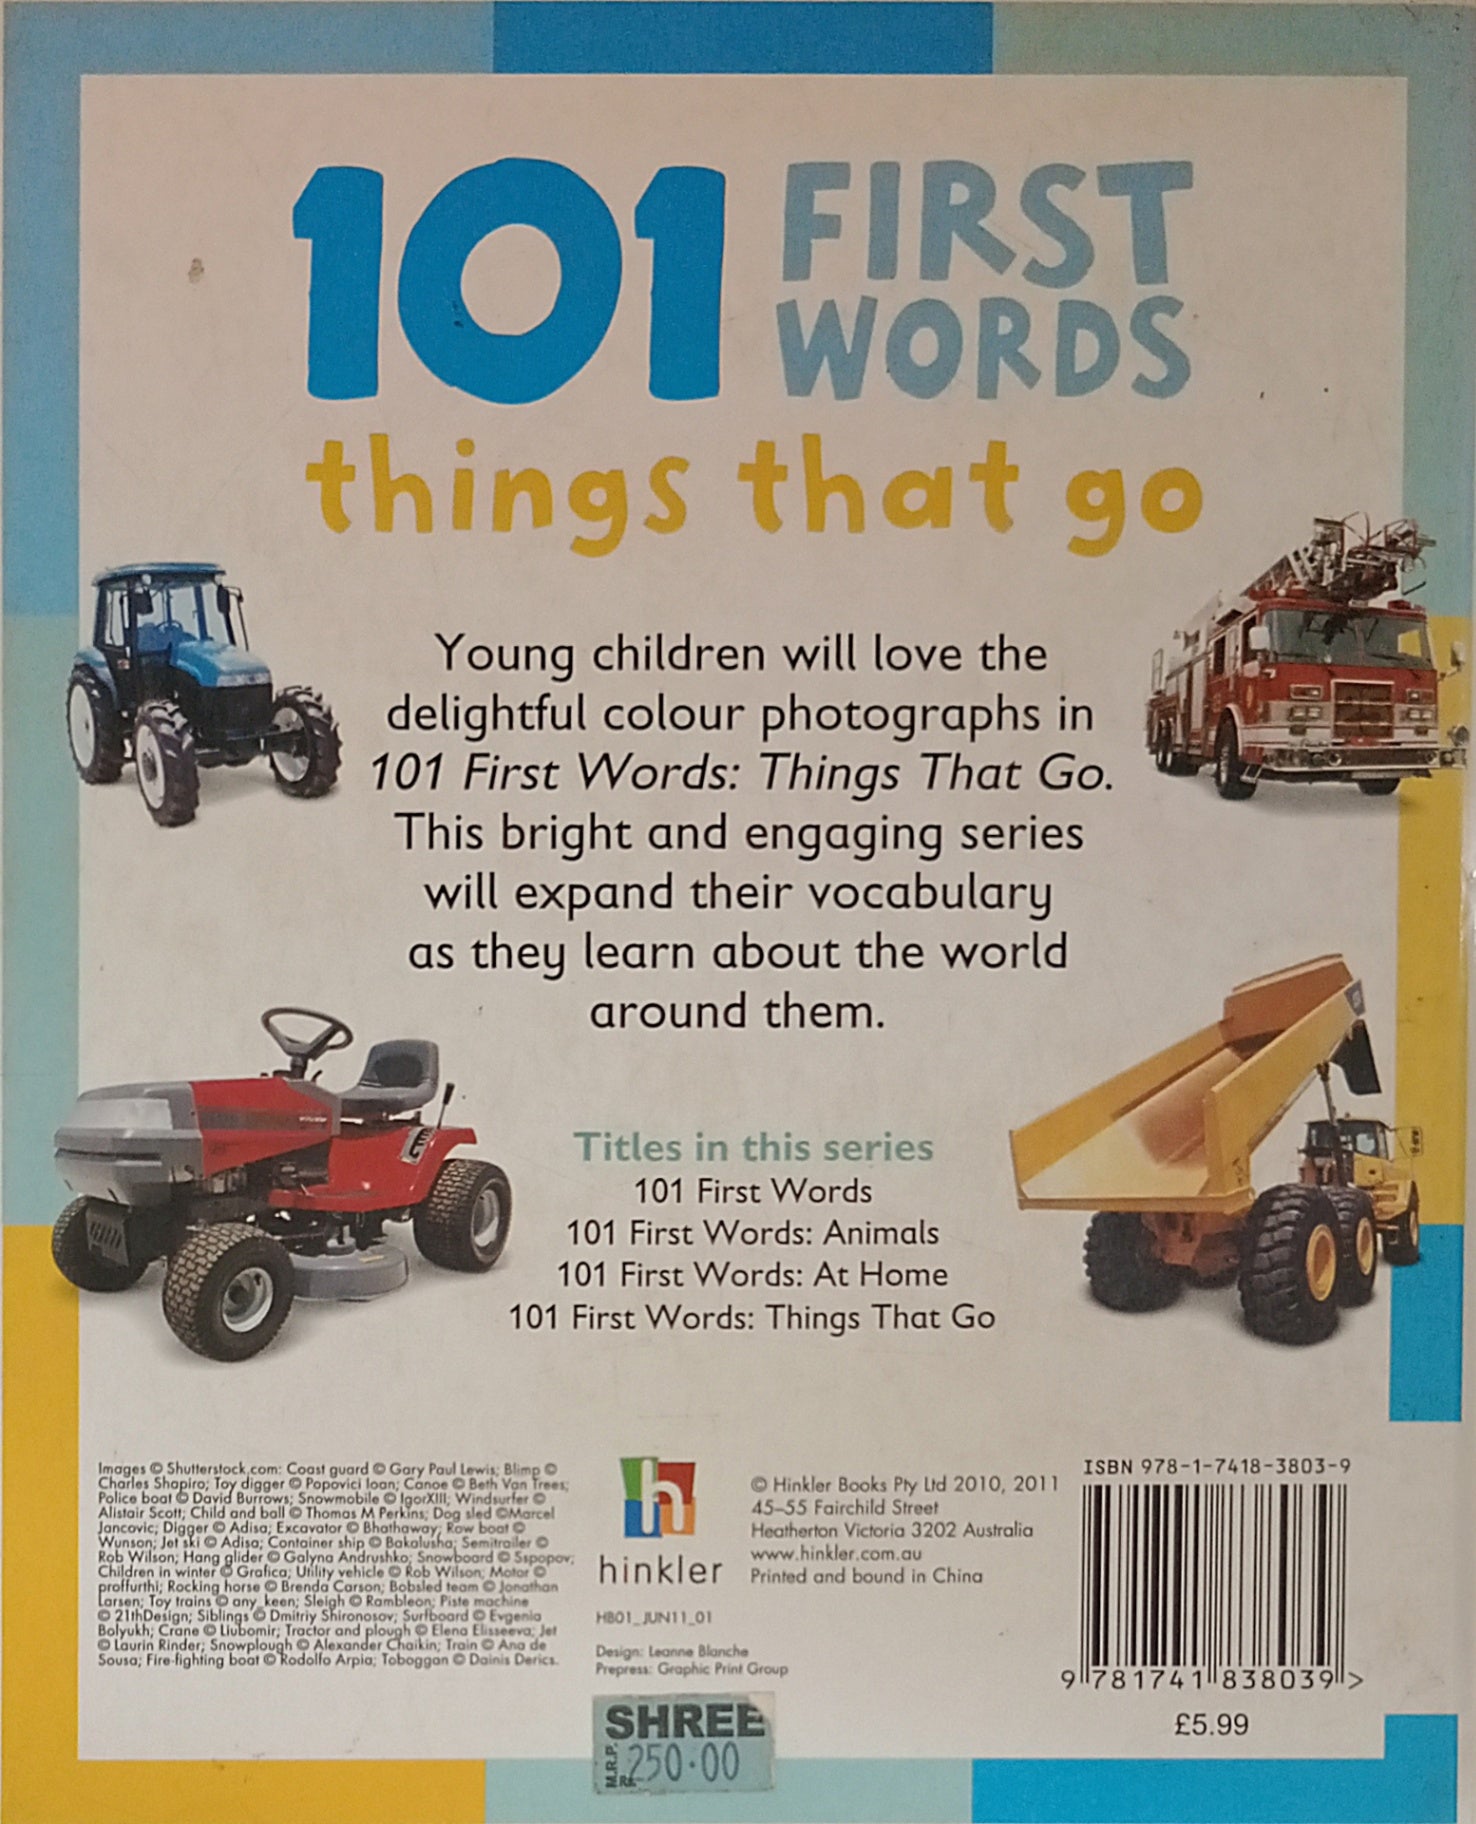 101 FIRST
WORDS
things that go
Young children will love the
delightful colour photographs in
101 First Words: Things That Go.
This bright and engaging series
will expand their vocabulary
as they learn about the world
around them.
Titles in this series
101 First Words
101 First Words: Animals
101 First Words: At Home
101 First Words: Things That Go
Images © Shutterstock.com: Coast guard © Gary Paul Lewis; Blimp ©
Charles Shapiro; Toy digger © Popovici Ioan; Canoe © Beth Van Trees;
Police boat © David Burrows; Snowmobile © IgorXIII; Windsurfer ©
Alistair Scott; Child and ball © Thomas M Perkins; Dog sled ©Marcel
Jancovic; Digger © Adisa; Excavator © Bhathaway; Row boat ©
Wunson; Jet ski © Adisa; Container ship © Bakalusha; Semitrailer ©
Rob Wilson; Hang glider © Galyna Andrushko; Snowboard © Sspopov;
Children in winter © Grafica; Utility vehicle © Rob Wilson; Motor ©
proffurthi; Rocking horse © Brenda Carson; Bobsled team © Jonathan
Larsen; Toy trains © any_keen; Sleigh © Rambleon; Piste machine
© 21thDesign; Siblings © Dmitriy Shironosov; Surfboard © Evgenia
Bolyukh; Crane © Liubomir; Tractor and plough © Elena Elisseeva; Jet
© Laurin Rinder; Snowplough © Alexander Chaikin; Train © Ana de
Sousa; Fire-fighting boat © Rodolfo Arpia; Toboggan © Dainis Derics.
h
hinkler
HB01_JUN11_01
Design: Leanne Blanche
Prepress: Graphic Print Group
© Hinkler Books Pty Ltd 2010, 2011
45–55 Fairchild Street
Heatherton Victoria 3202 Australia
www.hinkler.com.au
Printed and bound in China
ISBN 978-1-7418-3803-9
9 781741 838039 >
£5.99
SHREE
M.R.P. Rs. 250.00